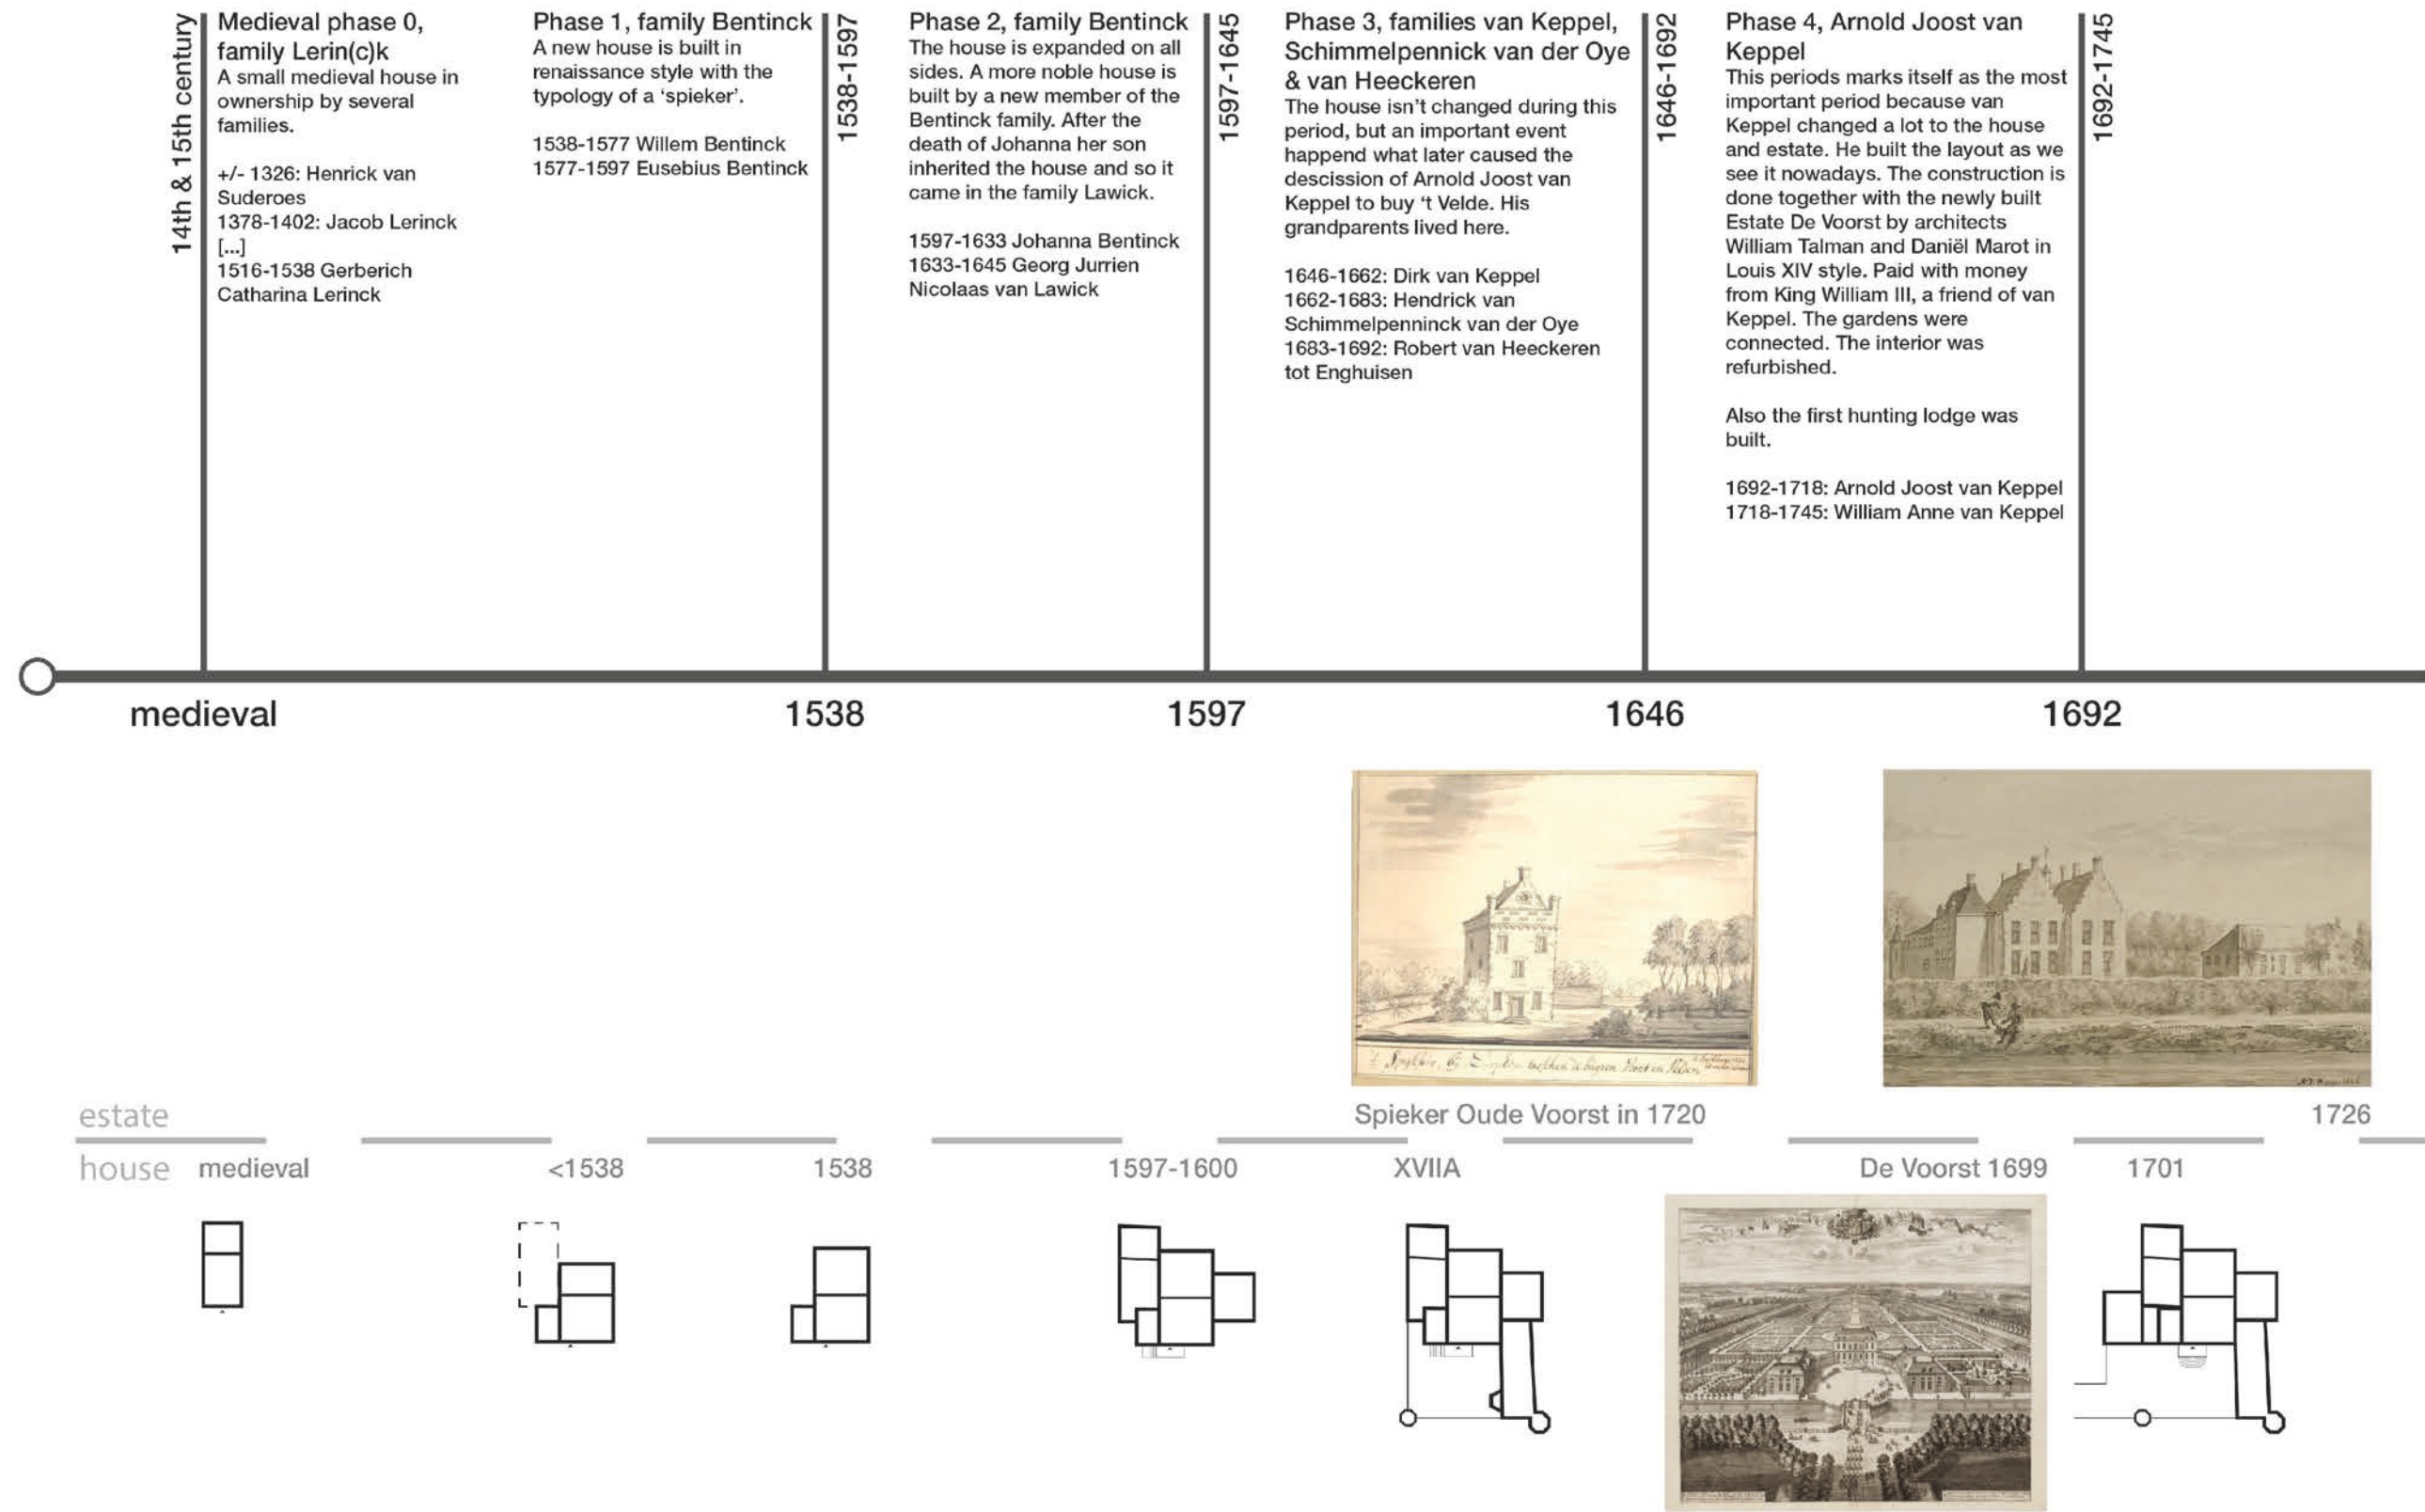 14th & 15th century
Medieval phase 0,
family Lerin(c)k
A small medieval house in
ownership by several
families.
+/- 1326: Henrick van
Suderoes
1378-1402: Jacob Lerinck
[...]
1516-1538 Gerberich
Catharina Lerinck
Phase 1, family Bentinck
A new house is built in
renaissance style with the
typology of a ‘spieker’.
1538-1577 Willem Bentinck
1577-1597 Eusebius Bentinck
1538-1597
Phase 2, family Bentinck
The house is expanded on all
sides. A more noble house is
built by a new member of the
Bentinck family. After the
death of Johanna her son
inherited the house and so it
came in the family Lawick.
1597-1633 Johanna Bentinck
1633-1645 Georg Jurrien
Nicolaas van Lawick
1597-1645
Phase 3, families van Keppel,
Schimmelpennick van der Oye
& van Heeckeren
The house isn’t changed during this
period, but an important event
happend what later caused the
descission of Arnold Joost van
Keppel to buy ‘t Velde. His
grandparents lived here.
1646-1662: Dirk van Keppel
1662-1683: Hendrick van
Schimmelpenninck van der Oye
1683-1692: Robert van Heeckeren
tot Enghuisen
1646-1692
Phase 4, Arnold Joost van
Keppel
This periods marks itself as the most
important period because van
Keppel changed a lot to the house
and estate. He built the layout as we
see it nowadays. The construction is
done together with the newly built
Estate De Voorst by architects
William Talman and Daniël Marot in
Louis XIV style. Paid with money
from King William III, a friend of van
Keppel. The gardens were
connected. The interior was
refurbished.
Also the first hunting lodge was
built.
1692-1718: Arnold Joost van Keppel
1718-1745: William Anne van Keppel
1692-1745
medieval
1538
1597
1646
1692
estate
Spieker Oude Voorst in 1720
1726
house
medieval
<1538
1538
1597-1600
XVIIA
De Voorst 1699
1701